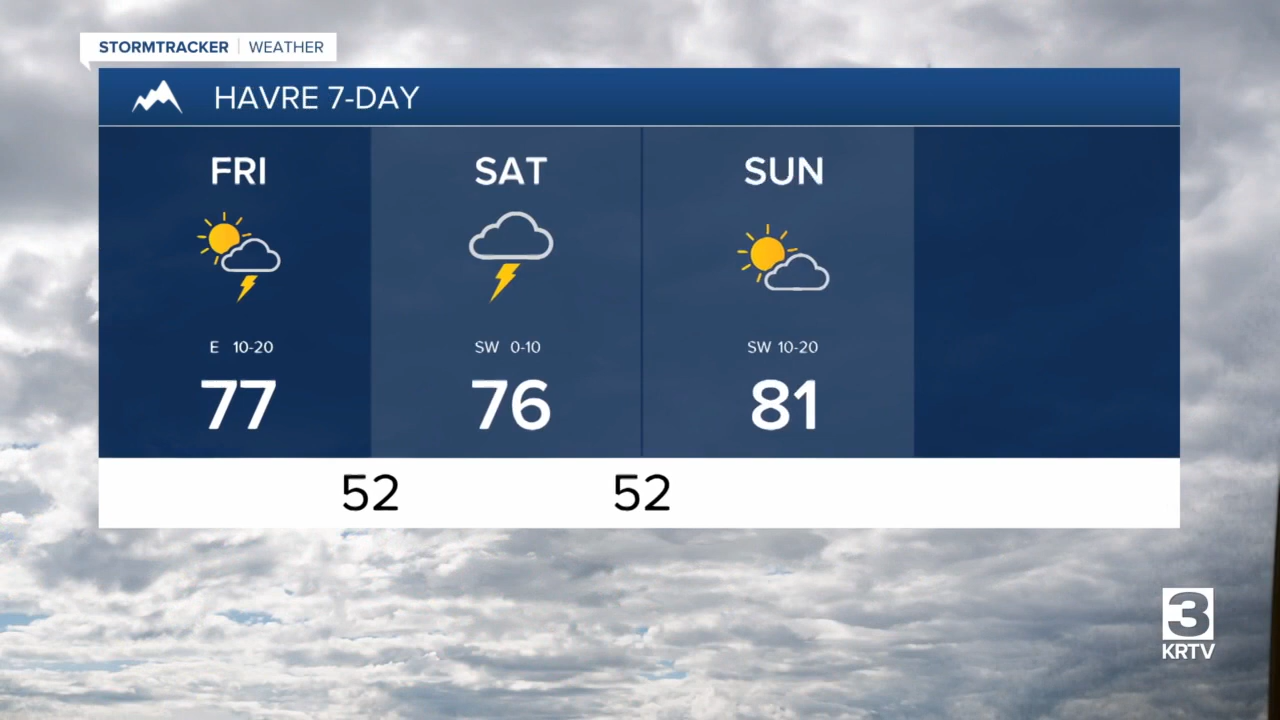 STORMTRACKER | WEATHER
HAVRE 7-DAY
FRI SAT SUN
E 10-20 SW 0-10 SW 10-20
77 76 81
52 52
3
KRTV